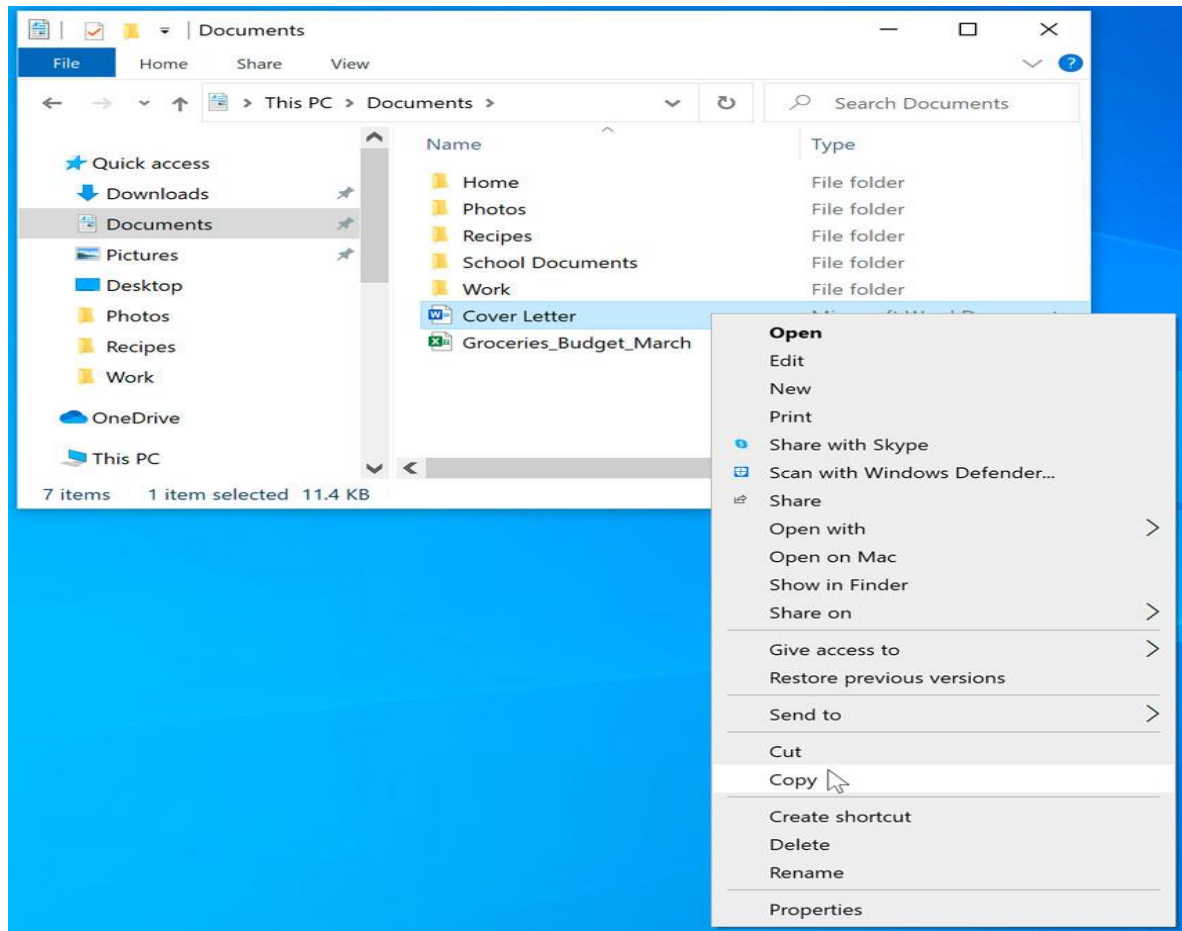 Documents
File Home Share View
This PC > Documents >
Search Documents
Quick access
Downloads
Documents
Pictures
Desktop
Photos
Recipes
Work
OneDrive
This PC
Name Type
Home File folder
Photos File folder
Recipes File folder
School Documents File folder
Work File folder
Cover Letter
Groceries_Budget_March
7 items 1 item selected 11.4 KB
Open
Edit
New
Print
Share with Skype
Scan with Windows Defender...
Share
Open with
Open on Mac
Show in Finder
Share on
Give access to
Restore previous versions
Send to
Cut
Copy
Create shortcut
Delete
Rename
Properties